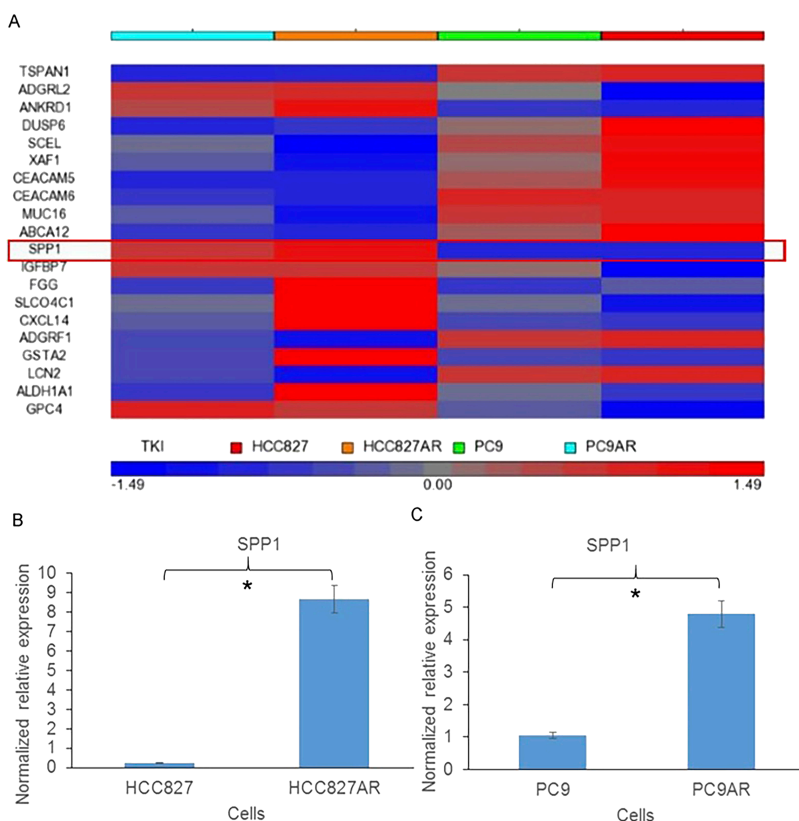 A
TSPAN1
ADGRL2
ANKRD1
DUSP6
SCEL
XAF1
CEACAM5
CEACAM6
MUC16
ABCA12
SPP1
IGFBP7
FGG
SLCO4C1
CXCL14
ADGRF1
GSTA2
LCN2
ALDH1A1
GPC4
TKI HCC827 HCC827AR PC9 PC9AR
-1.49 0.00 1.49
B
SPP1
*
Normalized relative expression
10
9
8
7
6
5
4
3
2
1
0
HCC827 HCC827AR
Cells
C
SPP1
*
Normalized relative expression
6
5
4
3
2
1
0
PC9 PC9AR
Cells